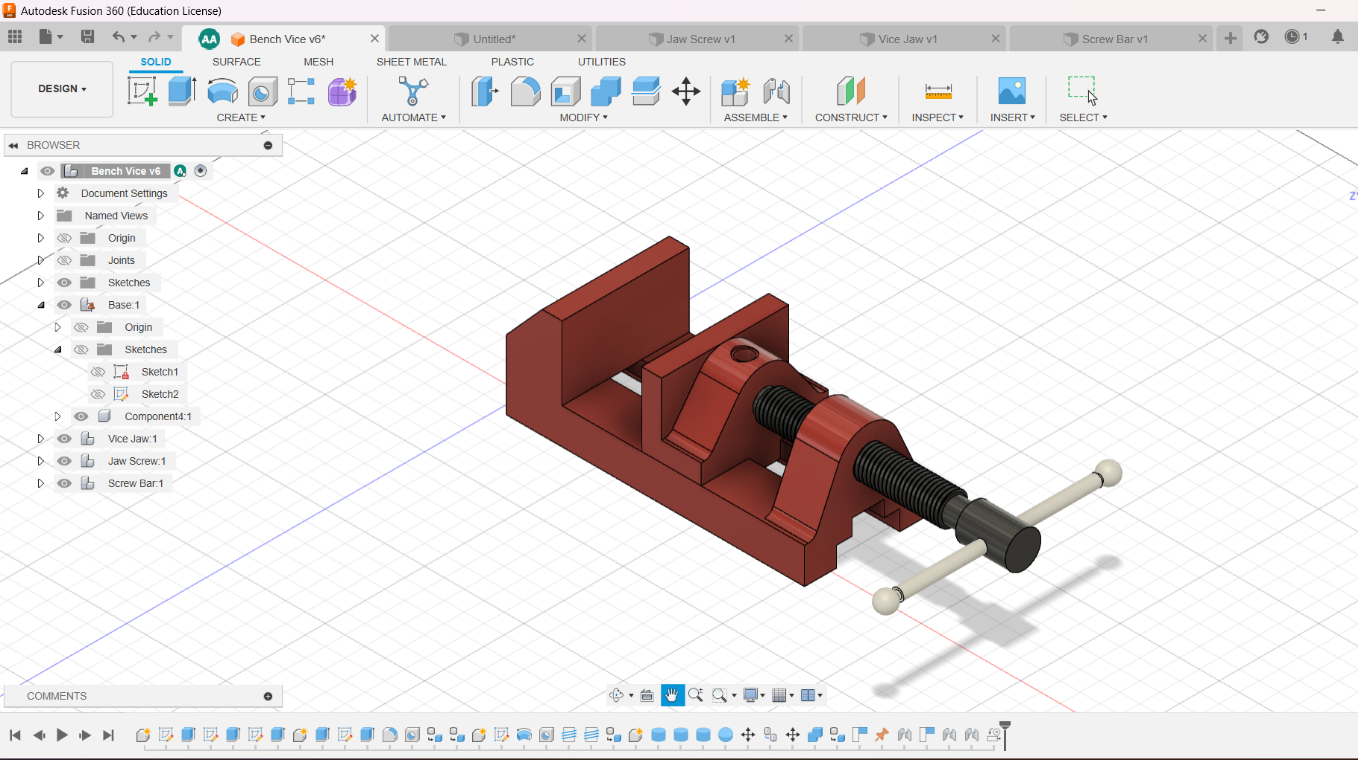 Autodesk Fusion 360 (Education License)
AA Bench Vice v6* Untitled* Jaw Screw v1 Vice Jaw v1 Screw Bar v1 1
SOLID SURFACE MESH SHEET METAL PLASTIC UTILITIES
DESIGN
CREATE AUTOMATE MODIFY ASSEMBLE CONSTRUCT INSPECT INSERT SELECT
BROWSER
Bench Vice v6 A
Document Settings
Named Views
Origin
Joints
Sketches
Base:1
Origin
Sketches
Sketch1
Sketch2
Component4:1
Vice Jaw:1
Jaw Screw:1
Screw Bar:1
COMMENTS